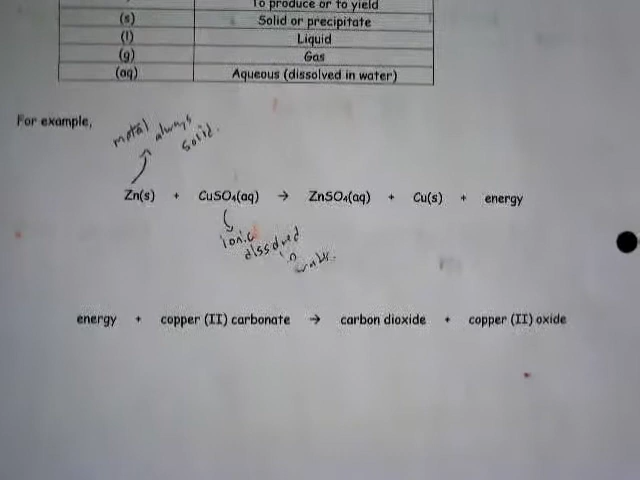 To produce or to yield
(s) Solid or precipitate
(l) Liquid
(g) Gas
(aq) Aqueous (dissolved in water)
For example,
metal always
solid.
Zn(s) + CuSO₄(aq) → ZnSO₄(aq) + Cu(s) + energy
ionic
dissolved
in
water.
energy + copper (II) carbonate → carbon dioxide + copper (II) oxide